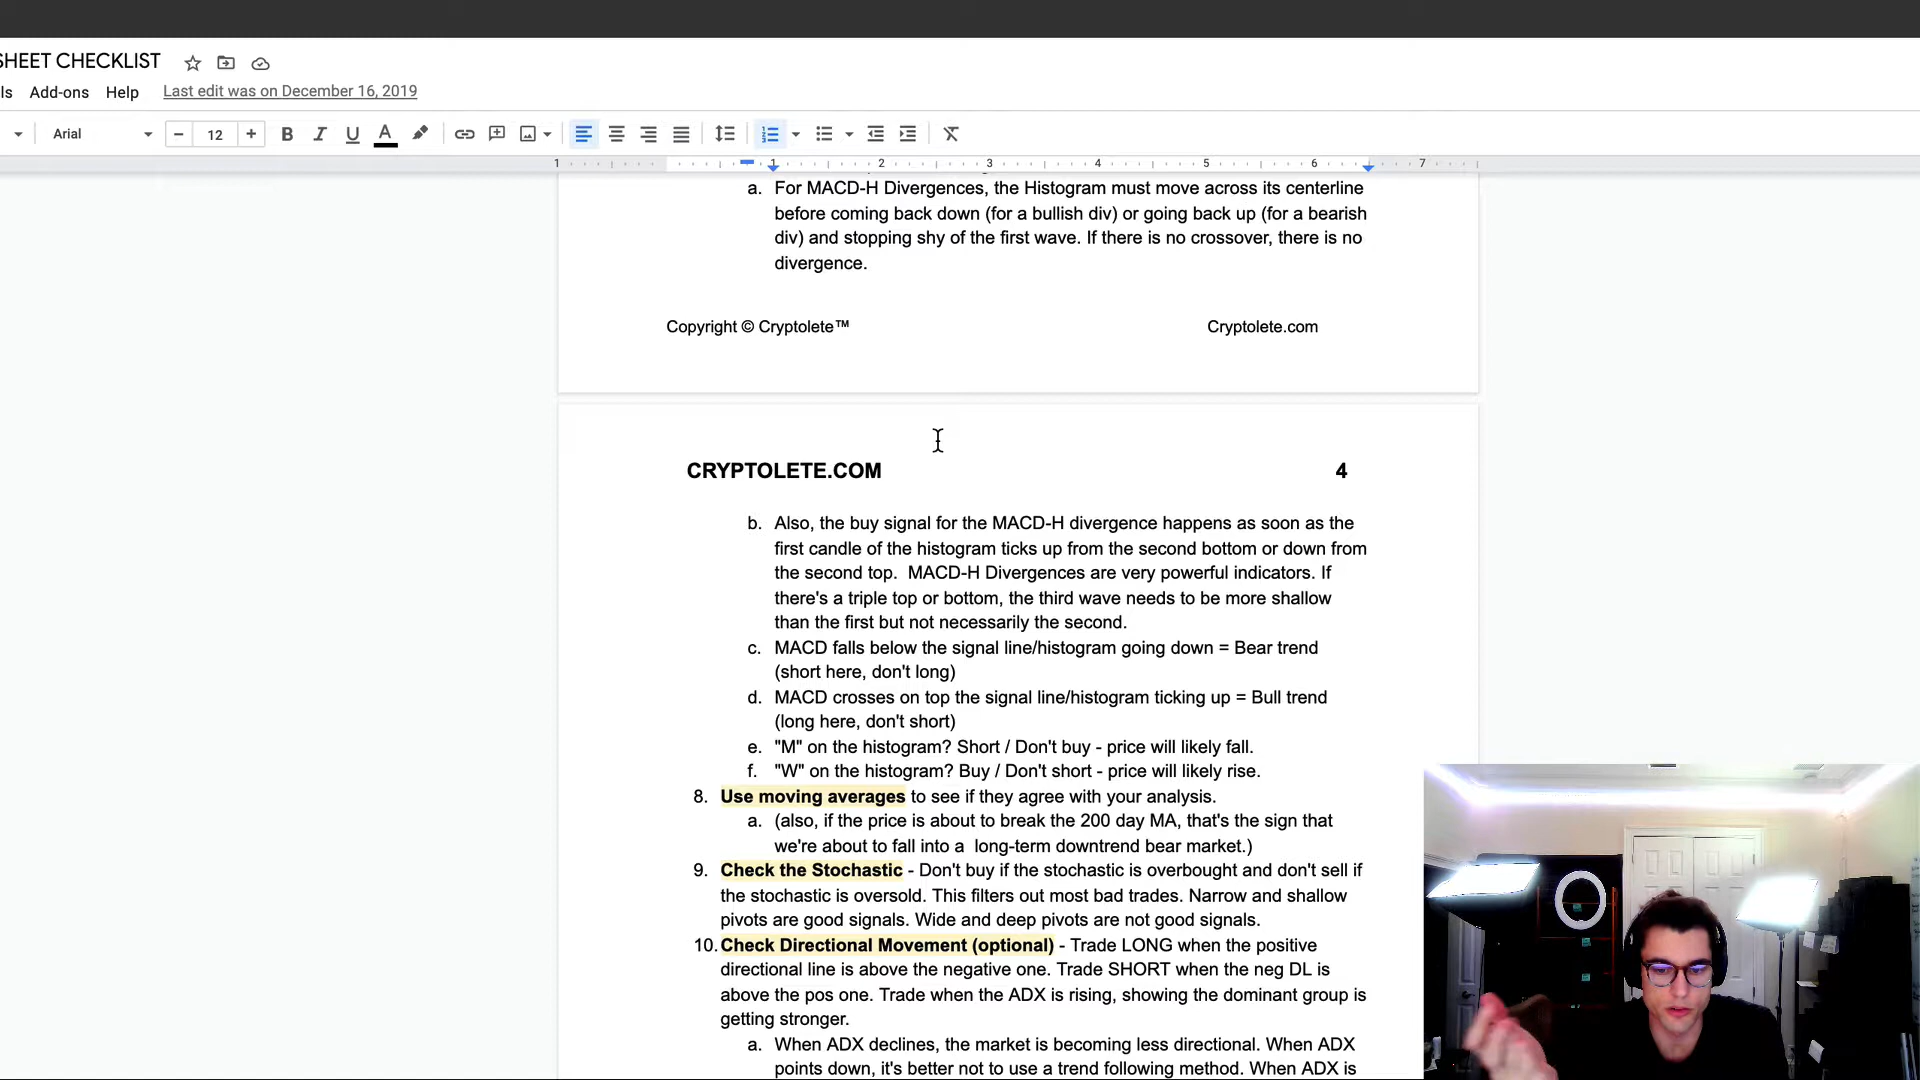 SHEET CHECKLIST
ls Add-ons Help Last edit was on December 16, 2019
Arial 12 B I U A
1 1 2 3 4 5 6 7
a. For MACD-H Divergences, the Histogram must move across its centerline
before coming back down (for a bullish div) or going back up (for a bearish
div) and stopping shy of the first wave. If there is no crossover, there is no
divergence.
Copyright © Cryptolete™ Cryptolete.com
CRYPTOLETE.COM 4
b. Also, the buy signal for the MACD-H divergence happens as soon as the
first candle of the histogram ticks up from the second bottom or down from
the second top. MACD-H Divergences are very powerful indicators. If
there's a triple top or bottom, the third wave needs to be more shallow
than the first but not necessarily the second.
c. MACD falls below the signal line/histogram going down = Bear trend
(short here, don't long)
d. MACD crosses on top the signal line/histogram ticking up = Bull trend
(long here, don't short)
e. "M" on the histogram? Short / Don't buy - price will likely fall.
f. "W" on the histogram? Buy / Don't short - price will likely rise.
8. Use moving averages to see if they agree with your analysis.
a. (also, if the price is about to break the 200 day MA, that's the sign that
we're about to fall into a long-term downtrend bear market.)
9. Check the Stochastic - Don't buy if the stochastic is overbought and don't sell if
the stochastic is oversold. This filters out most bad trades. Narrow and shallow
pivots are good signals. Wide and deep pivots are not good signals.
10. Check Directional Movement (optional) - Trade LONG when the positive
directional line is above the negative one. Trade SHORT when the neg DL is
above the pos one. Trade when the ADX is rising, showing the dominant group is
getting stronger.
a. When ADX declines, the market is becoming less directional. When ADX
points down, it's better not to use a trend following method. When ADX is